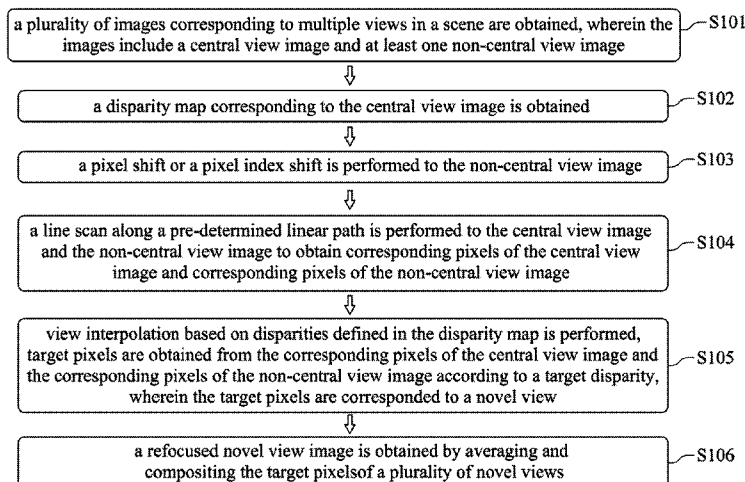 a plurality of images corresponding to multiple views in a scene are obtained, wherein the
images include a central view image and at least one non-central view image
S101
a disparity map corresponding to the central view image is obtained
S102
a pixel shift or a pixel index shift is performed to the non-central view image
S103
a line scan along a pre-determined linear path is performed to the central view image
and the non-central view image to obtain corresponding pixels of the central view
image and corresponding pixels of the non-central view image
S104
view interpolation based on disparities defined in the disparity map is performed,
target pixels are obtained from the corresponding pixels of the central view image and
the corresponding pixels of the non-central view image according to a target disparity,
wherein the target pixels are corresponded to a novel view
S105
a refocused novel view image is obtained by averaging and
compositing the target pixelsof a plurality of novel views
S106